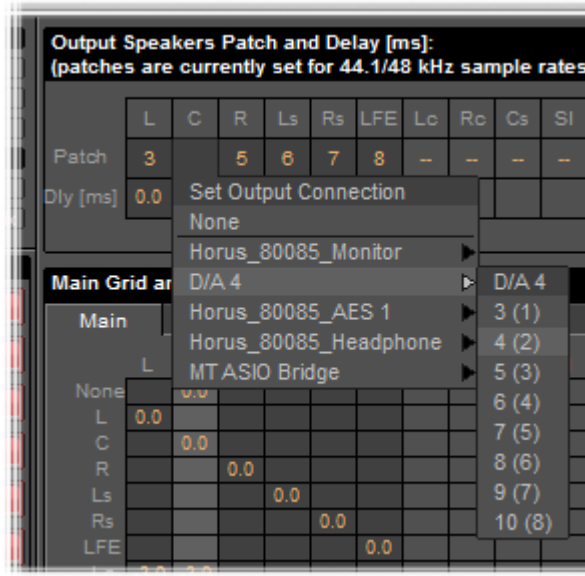 Output Speakers Patch and Delay [ms]:
(patches are currently set for 44.1/48 kHz sample rates
L C R Ls Rs LFE Lc Rc Cs Sl
Patch 3 5 6 7 8 -- -- -- --
Dly [ms] 0.0
Set Output Connection
None
Horus_80085_Monitor
D/A 4
Horus_80085_AES 1
Horus_80085_Headphone
MT ASIO Bridge
D/A 4
3 (1)
4 (2)
5 (3)
6 (4)
7 (5)
8 (6)
9 (7)
10 (8)
Main Grid ar
Main
L
None 0.0
L 0.0
C 0.0
R 0.0
Ls 0.0
Rs 0.0
LFE 0.0